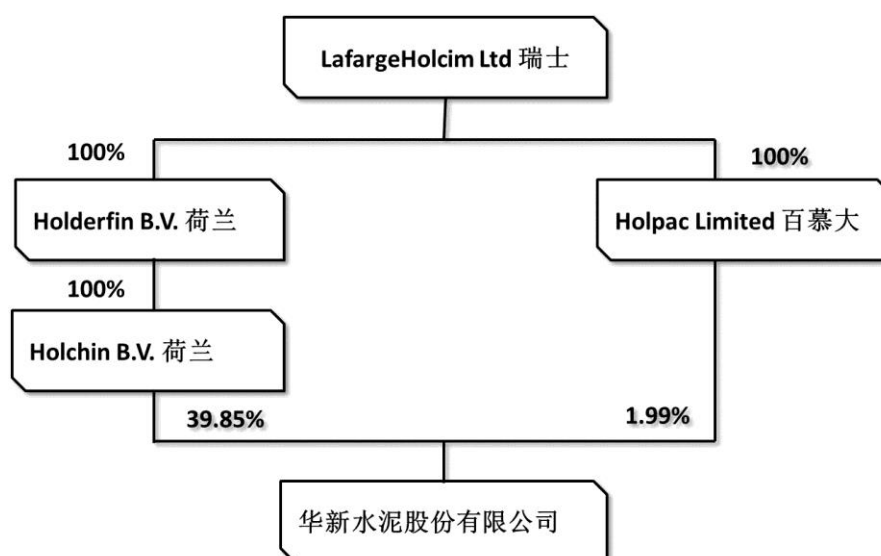 LafargeHolcim Ltd 瑞士
100%
100%
Holderfin B.V. 荷兰
Holpac Limited 百慕大
100%
Holchin B.V. 荷兰
39.85%
1.99%
华新水泥股份有限公司